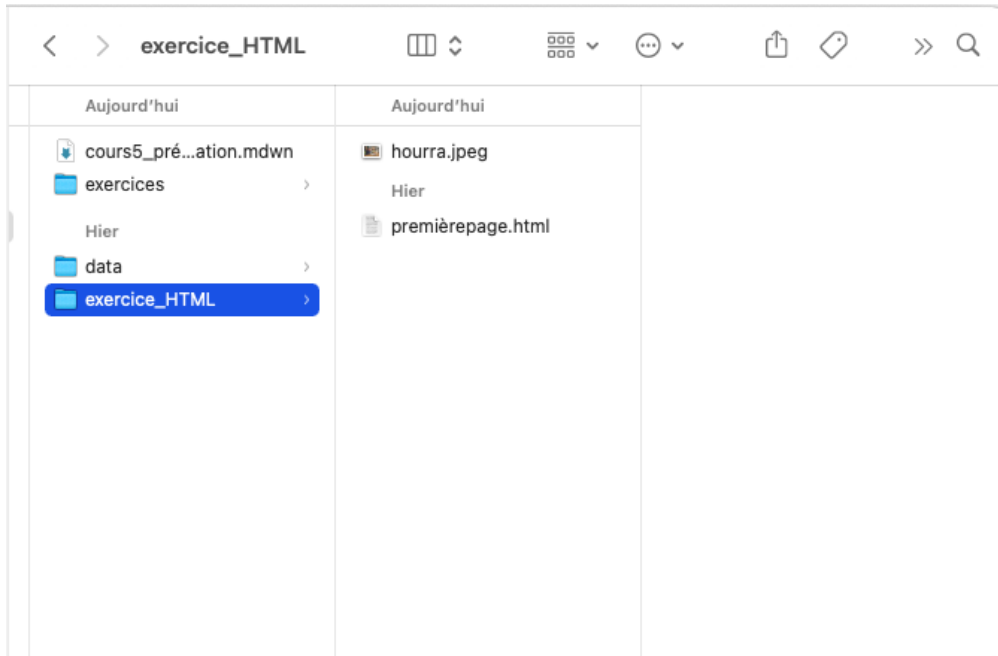 exercice_HTML
Aujourd'hui
cours5_pré...ation.mdwn
exercices
Hier
data
exercice_HTML
Aujourd'hui
hourra.jpeg
Hier
premièrepage.html